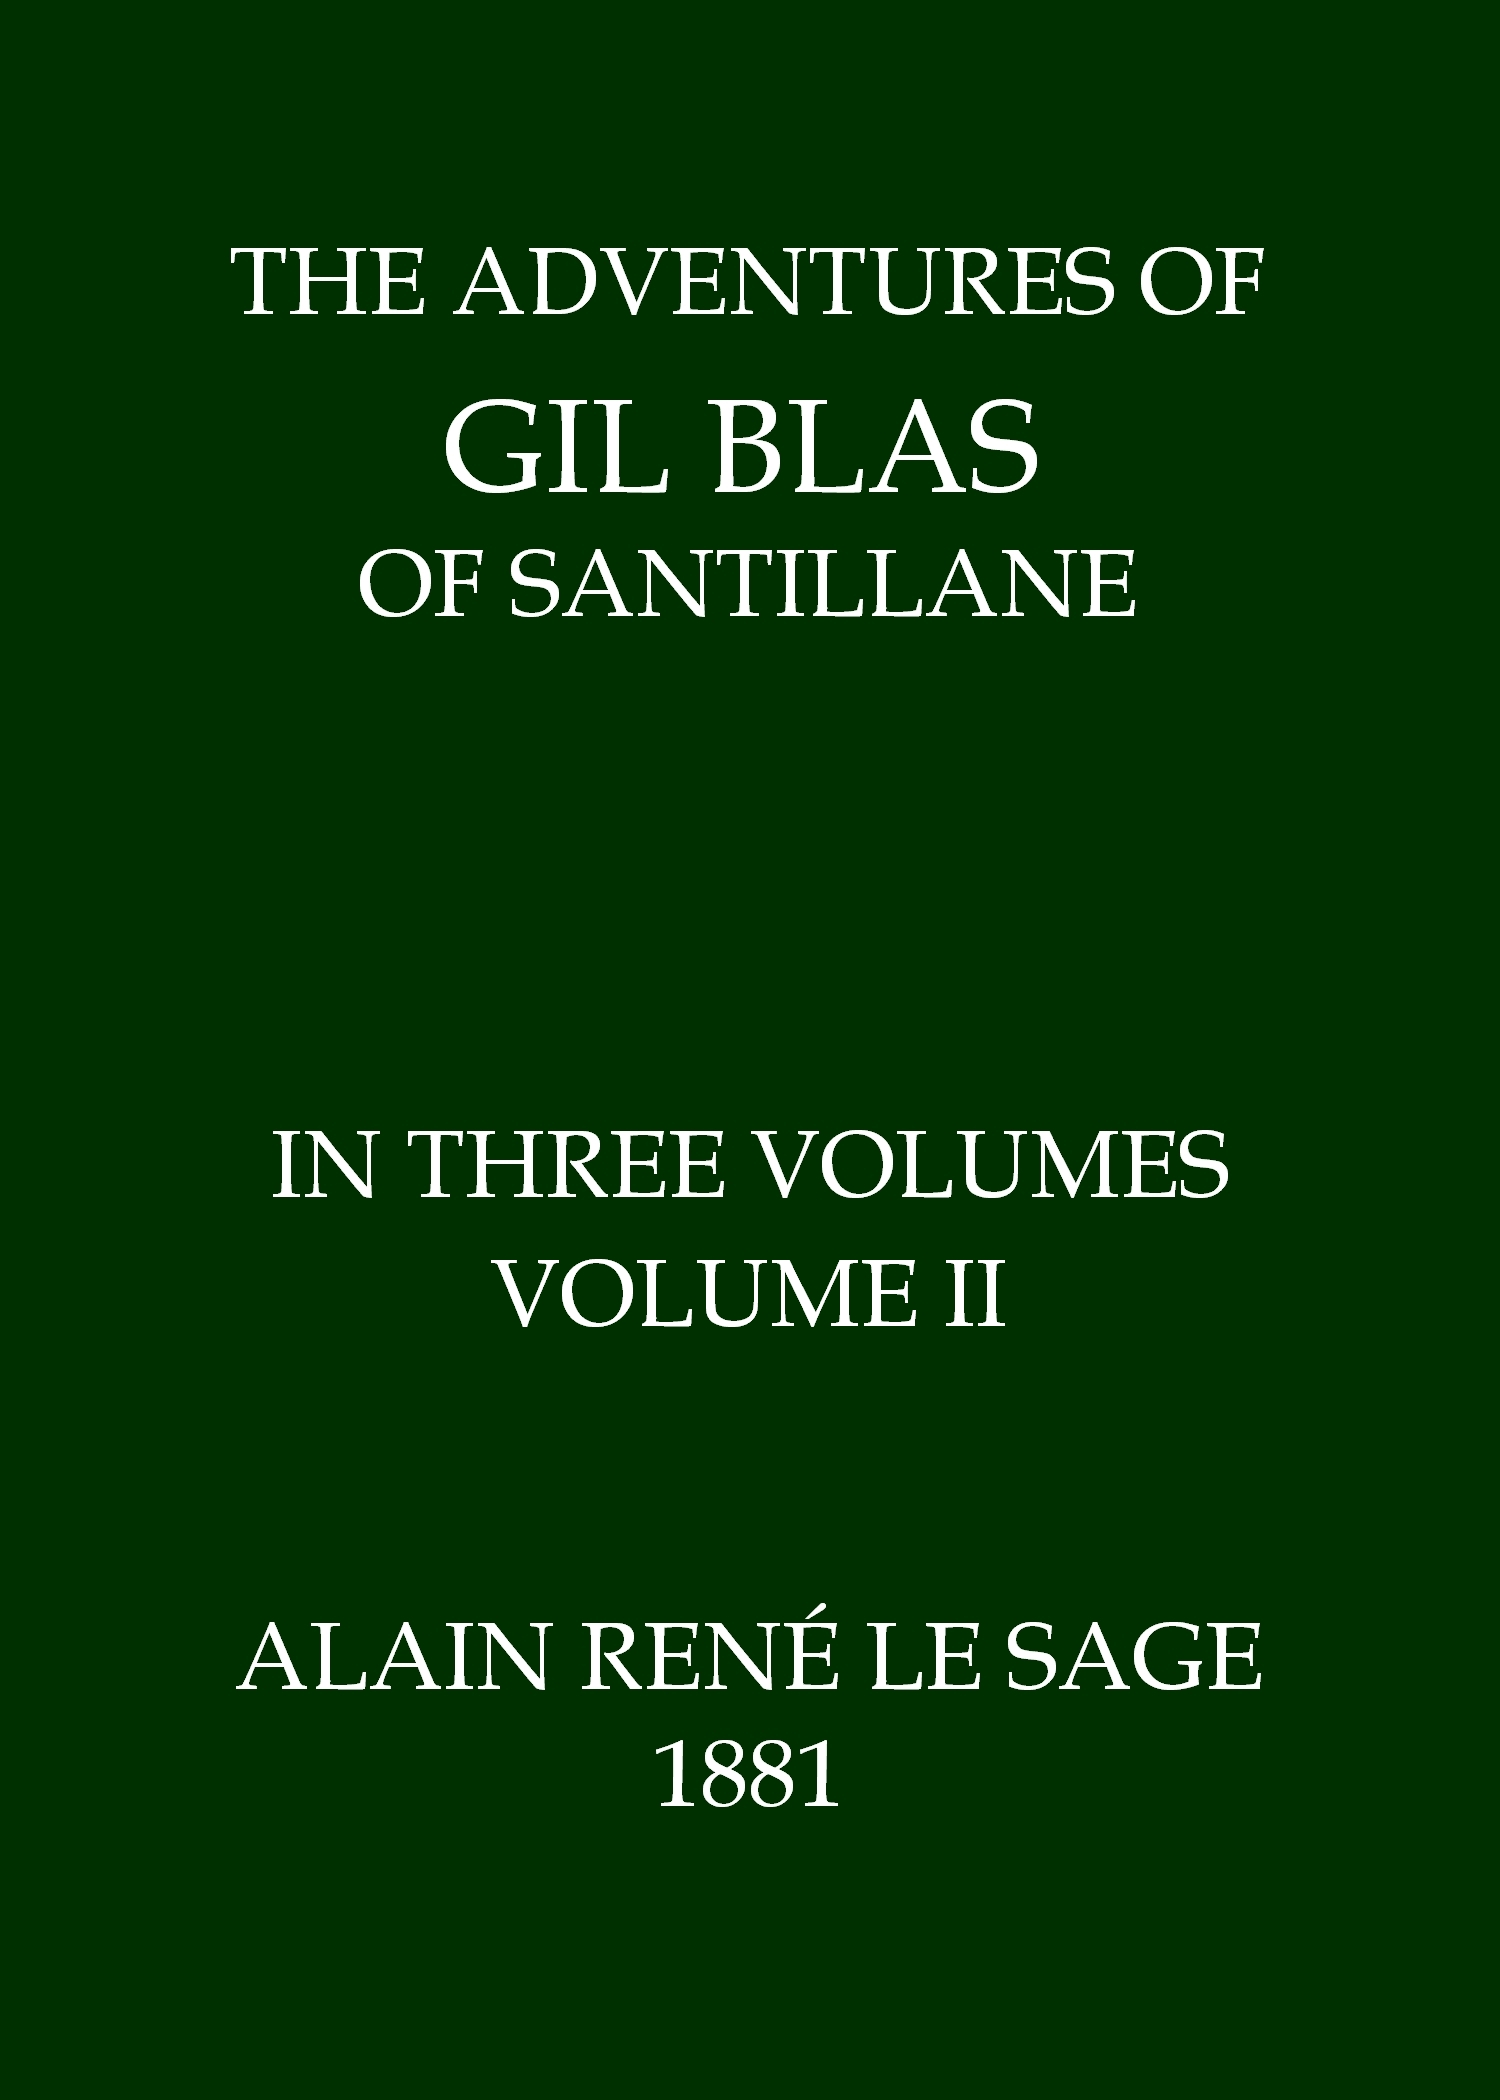 THE ADVENTURES OF
GIL BLAS
OF SANTILLANE
IN THREE VOLUMES
VOLUME II
ALAIN RENÉ LE SAGE
1881